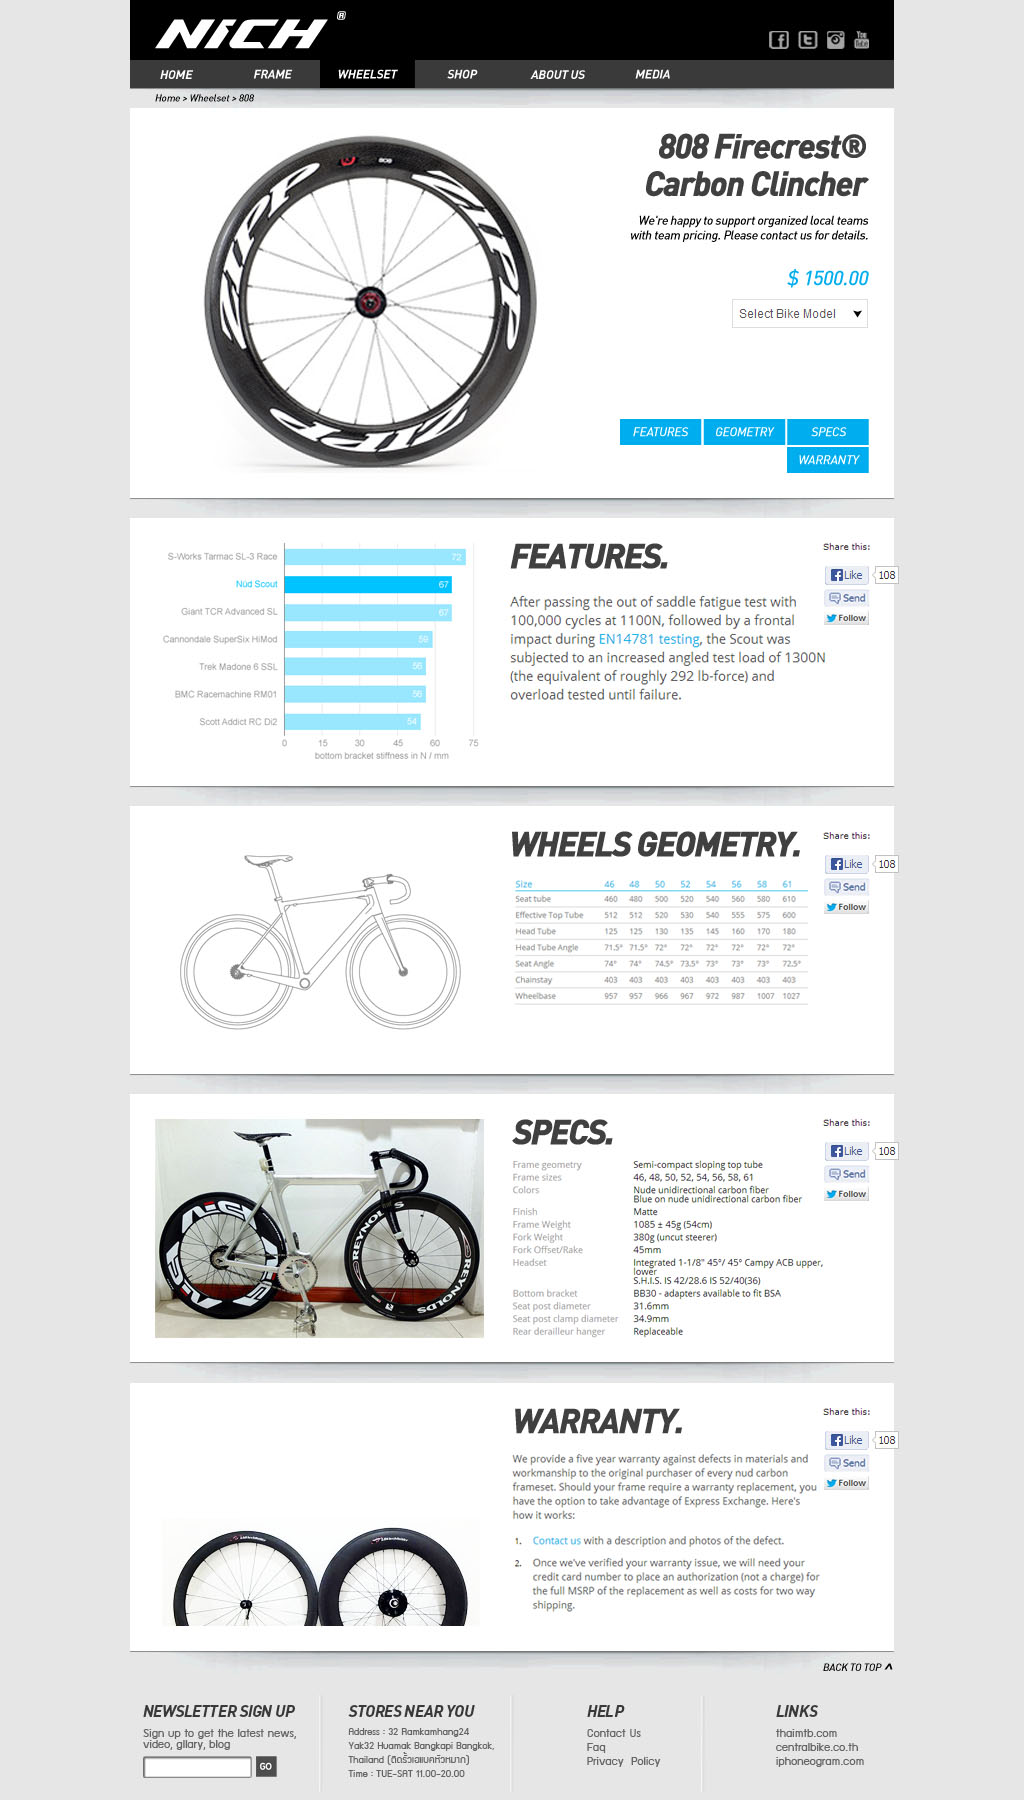 NiCH ®
HOME FRAME WHEELSET SHOP ABOUT US MEDIA
Home > Wheelset > 808
ZIPP ZIPP ZIPP
808
808 Firecrest®
Carbon Clincher
We're happy to support organized local teams
with team pricing. Please contact us for details.
$ 1500.00
Select Bike Model
FEATURES GEOMETRY SPECS
WARRANTY
S-Works Tarmac SL-3 Race 72
Nüd Scout 67
Giant TCR Advanced SL 67
Cannondale SuperSix HiMod 59
Trek Madone 6 SSL 56
BMC Racemachine RM01 56
Scott Addict RC Di2 54
0 15 30 45 60 75
bottom bracket stiffness in N / mm
FEATURES.
After passing the out of saddle fatigue test with
100,000 cycles at 1100N, followed by a frontal
impact during EN14781 testing, the Scout was
subjected to an increased angled test load of 1300N
(the equivalent of roughly 292 lb-force) and
overload tested until failure.
Share this:
Like 108
Send
Follow
WHEELS GEOMETRY.
Size 46 48 50 52 54 56 58 61
Seat tube 460 480 500 520 540 560 580 610
Effective Top Tube 512 512 520 530 540 555 575 600
Head Tube 125 125 130 135 145 160 170 180
Head Tube Angle 71.5° 71.5° 72° 72° 72° 72° 72° 72°
Seat Angle 74° 74° 74.5° 73.5° 73° 73° 73° 72.5°
Chainstay 403 403 403 403 403 403 403 403
Wheelbase 957 957 966 967 972 987 1007 1027
Share this:
Like 108
Send
Follow
REYNOLDS
REYNOLDS
SPECS.
Frame geometry Semi-compact sloping top tube
Frame sizes 46, 48, 50, 52, 54, 56, 58, 61
Colors Nude unidirectional carbon fiber
Blue on nude unidirectional carbon fiber
Finish Matte
Frame Weight 1085 ± 45g (54cm)
Fork Weight 380g (uncut steerer)
Fork Offset/Rake 45mm
Headset Integrated 1-1/8" 45°/ 45° Campy ACB upper,
lower
S.H.I.S. IS 42/28.6 IS 52/40(36)
Bottom bracket BB30 - adapters available to fit BSA
Seat post diameter 31.6mm
Seat post clamp diameter 34.9mm
Rear derailleur hanger Replaceable
Share this:
Like 108
Send
Follow
WARRANTY.
We provide a five year warranty against defects in materials and
workmanship to the original purchaser of every nud carbon
frameset. Should your frame require a warranty replacement, you
have the option to take advantage of Express Exchange. Here's
how it works:
1. Contact us with a description and photos of the defect.
2. Once we've verified your warranty issue, we will need your
credit card number to place an authorization (not a charge) for
the full MSRP of the replacement as well as costs for two way
shipping.
Share this:
Like 108
Send
Follow
BACK TO TOP ^
NEWSLETTER SIGN UP
Sign up to get the latest news,
video, gllary, blog
GO
STORES NEAR YOU
Address : 32 Ramkamhang24
Yak32 Huamak Bangkapi Bangkok,
Thailand (ติดรั้วเอแบคหัวหมาก)
Time : TUE-SAT 11.00-20.00
HELP
Contact Us
Faq
Privacy Policy
LINKS
thaimtb.com
centralbike.co.th
iphoneogram.com